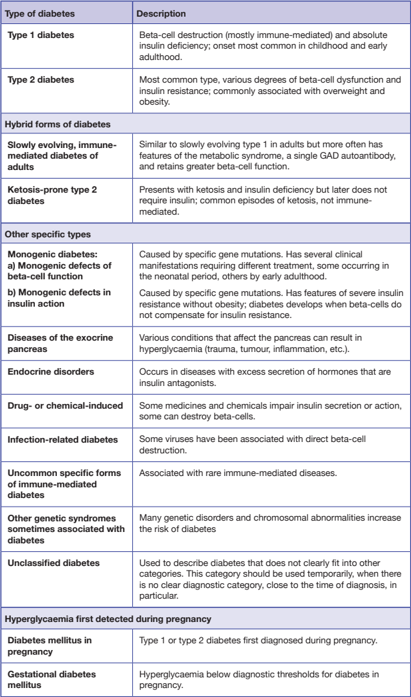 Type of diabetes
Description
Type 1 diabetes
Beta-cell destruction (mostly immune-mediated) and absolute
insulin deficiency; onset most common in childhood and early
adulthood.
Type 2 diabetes
Most common type, various degrees of beta-cell dysfunction and
insulin resistance; commonly associated with overweight and
obesity.
Hybrid forms of diabetes
Slowly evolving, immune-
mediated diabetes of
adults
Similar to slowly evolving type 1 in adults but more often has
features of the metabolic syndrome, a single GAD autoantibody,
and retains greater beta-cell function.
Ketosis-prone type 2
diabetes
Presents with ketosis and insulin deficiency but later does not
require insulin; common episodes of ketosis, not immune-
mediated.
Other specific types
Monogenic diabetes:
a) Monogenic defects of
beta-cell function
Caused by specific gene mutations. Has several clinical
manifestations requiring different treatment, some occurring in
the neonatal period, others by early adulthood.
b) Monogenic defects in
insulin action
Caused by specific gene mutations. Has features of severe insulin
resistance without obesity; diabetes develops when beta-cells do
not compensate for insulin resistance.
Diseases of the exocrine
pancreas
Various conditions that affect the pancreas can result in
hyperglycaemia (trauma, tumour, inflammation, etc.).
Endocrine disorders
Occurs in diseases with excess secretion of hormones that are
insulin antagonists.
Drug- or chemical-induced
Some medicines and chemicals impair insulin secretion or action,
some can destroy beta-cells.
Infection-related diabetes
Some viruses have been associated with direct beta-cell
destruction.
Uncommon specific forms
of immune-mediated
diabetes
Associated with rare immune-mediated diseases.
Other genetic syndromes
sometimes associated with
diabetes
Many genetic disorders and chromosomal abnormalities increase
the risk of diabetes
Unclassified diabetes
Used to describe diabetes that does not clearly fit into other
categories. This category should be used temporarily, when there
is no clear diagnostic category, close to the time of diagnosis, in
particular.
Hyperglycaemia first detected during pregnancy
Diabetes mellitus in
pregnancy
Type 1 or type 2 diabetes first diagnosed during pregnancy.
Gestational diabetes
mellitus
Hyperglycaemia below diagnostic thresholds for diabetes in
pregnancy.